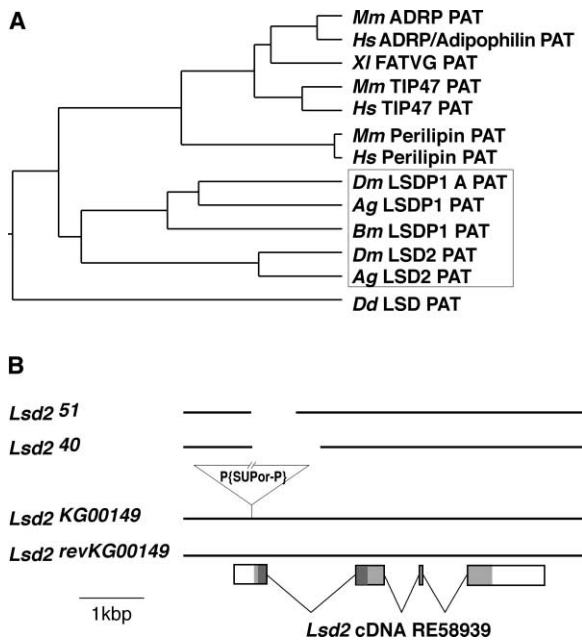 A
Mm ADRP PAT
Hs ADRP/Adipophilin PAT
Xl FATVG PAT
Mm TIP47 PAT
Hs TIP47 PAT
Mm Perilipin PAT
Hs Perilipin PAT
Dm LSDP1 A PAT
Ag LSDP1 PAT
Bm LSDP1 PAT
Dm LSD2 PAT
Ag LSD2 PAT
Dd LSD PAT
B
Lsd2 51
Lsd2 40
P{SUPor-P}
Lsd2 KG00149
Lsd2 revKG00149
1kbp
Lsd2 cDNA RE58939